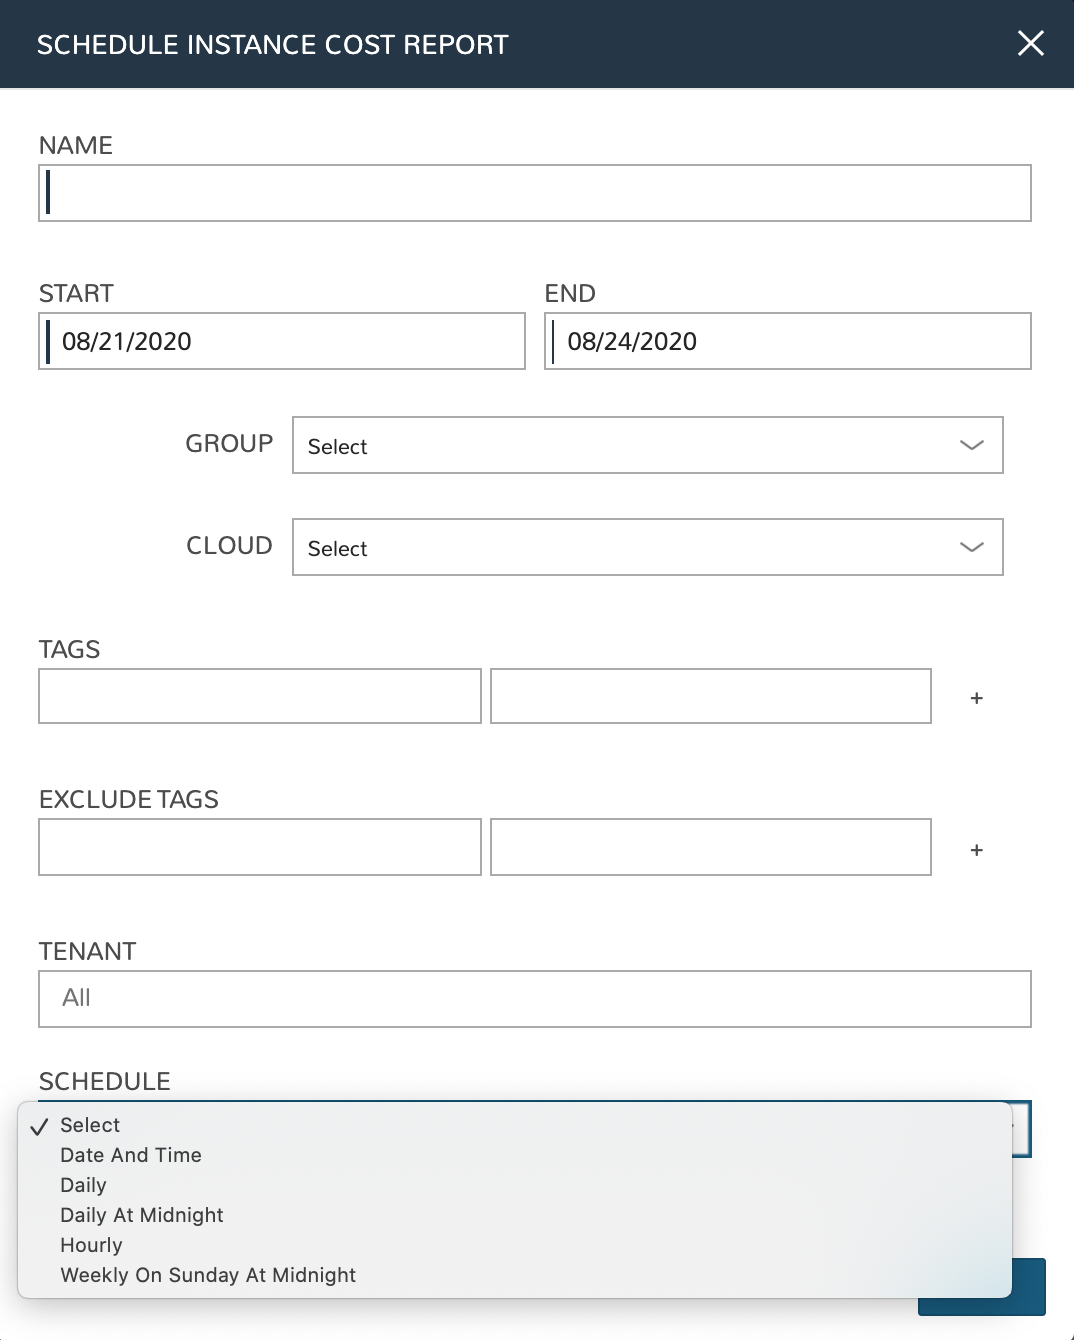 SCHEDULE INSTANCE COST REPORT
NAME
START
END
08/21/2020
08/24/2020
GROUP
Select
CLOUD
Select
TAGS
+
EXCLUDE TAGS
+
TENANT
All
SCHEDULE
✓ Select
Date And Time
Daily
Daily At Midnight
Hourly
Weekly On Sunday At Midnight